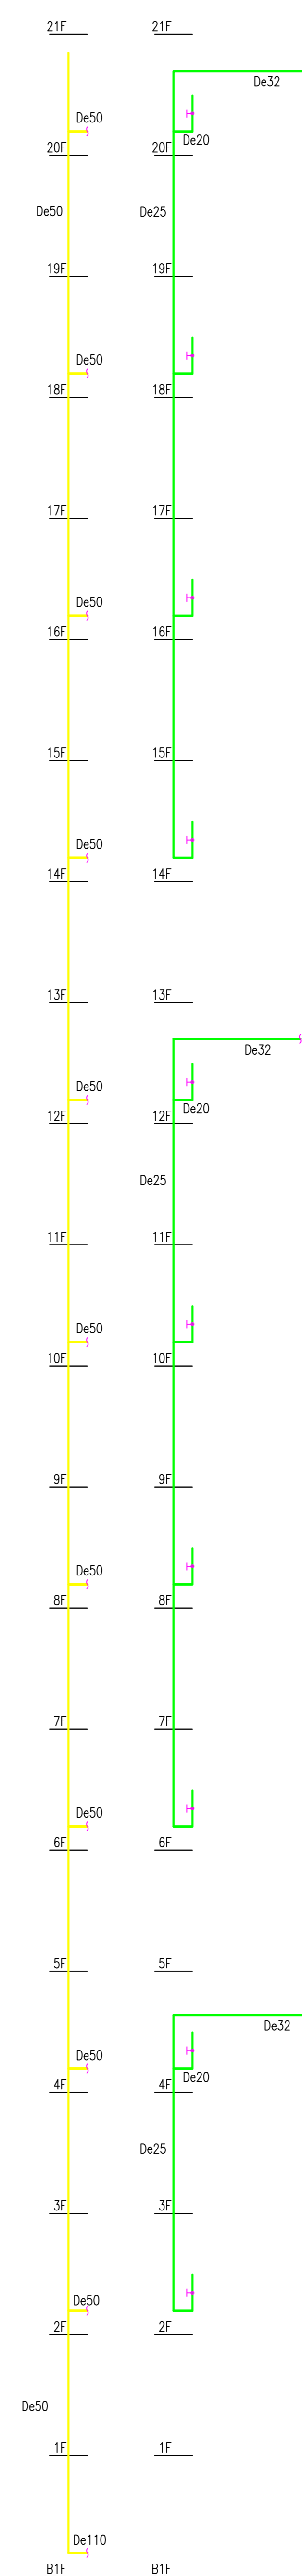 21F 21F
De32
De50
20F 20F De20
De50 De25
19F 19F
De50
18F 18F
17F 17F
De50
16F 16F
15F 15F
De50
14F 14F
13F 13F
De32
De50
12F 12F De20
De25
11F 11F
De50
10F 10F
9F 9F
De50
8F 8F
7F 7F
De50
6F 6F
5F 5F
De32
De50
4F 4F De20
De25
3F 3F
De50
2F 2F
De50
1F 1F
De110
B1F B1F